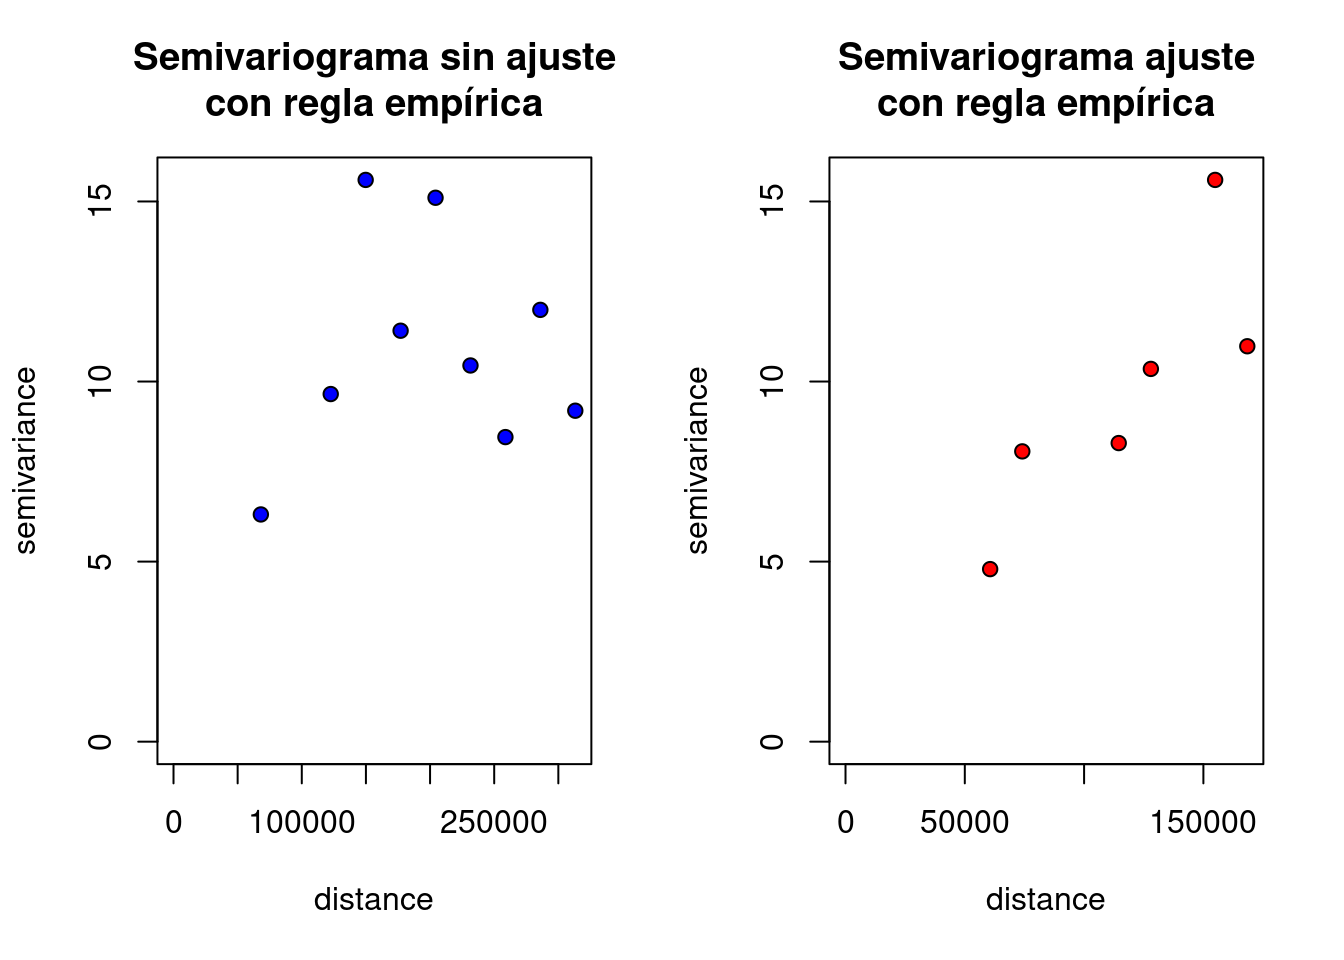 Semivariograma sin ajuste
con regla empírica
semivariance
15
10
5
0
0
100000
250000
distance
Semivariograma ajuste
con regla empírica
semivariance
15
10
5
0
0
50000
150000
distance